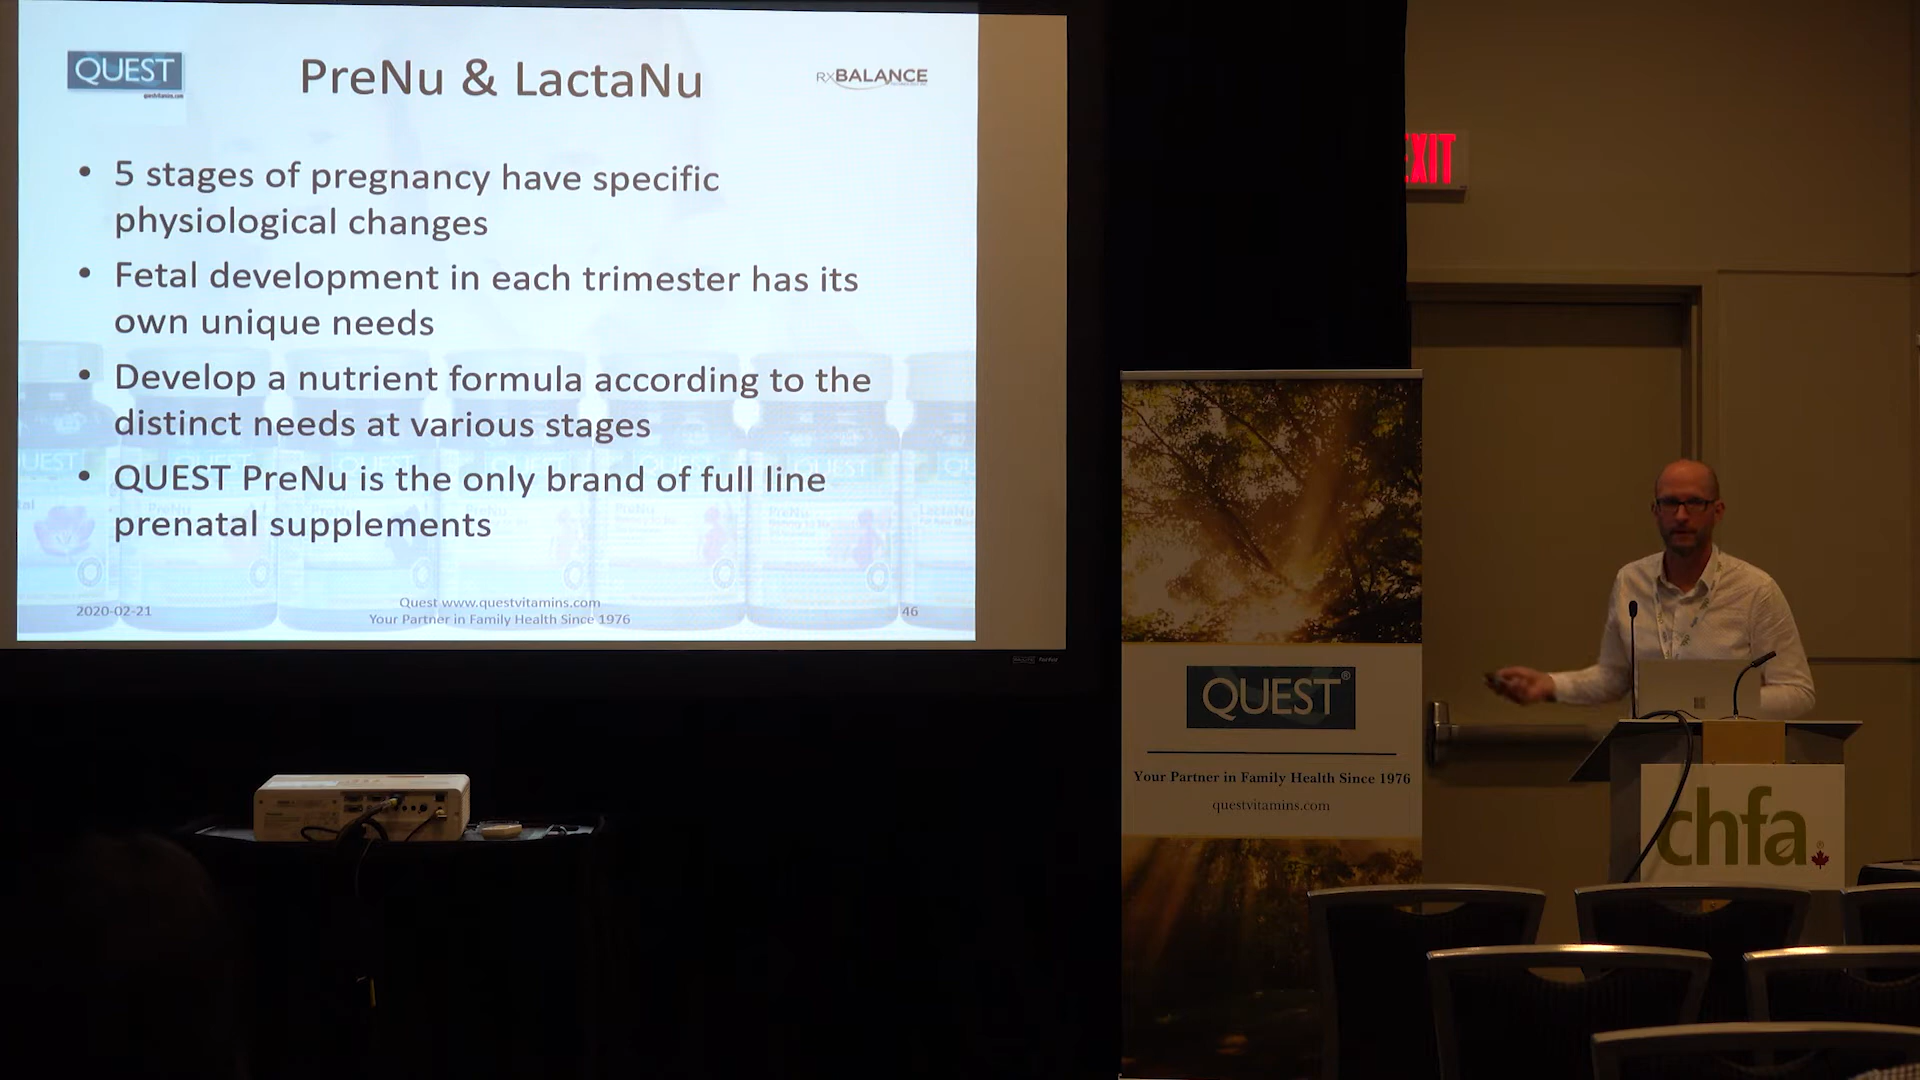 QUEST
questvitamins.com
PreNu & LactaNu
RxBALANCE
• 5 stages of pregnancy have specific
physiological changes
• Fetal development in each trimester has its
own unique needs
• Develop a nutrient formula according to the
distinct needs at various stages
• QUEST PreNu is the only brand of full line
prenatal supplements
2020-02-21
Quest www.questvitamins.com
Your Partner in Family Health Since 1976
46
EXIT
QUEST®
Your Partner in Family Health Since 1976
questvitamins.com
chfa.